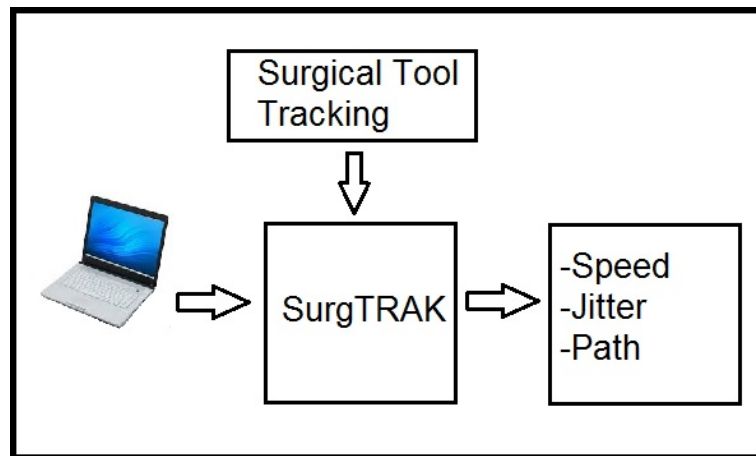 Surgical Tool
Tracking
SurgTRAK
-Speed
-Jitter
-Path